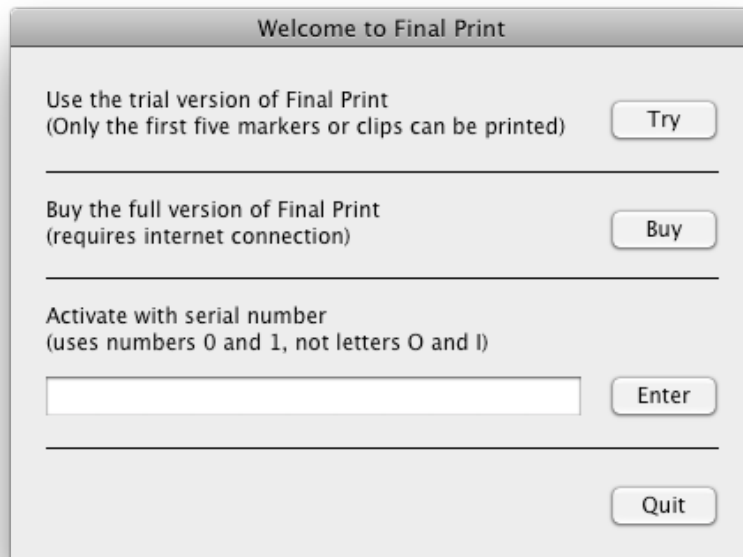 Welcome to Final Print
Use the trial version of Final Print
(Only the first five markers or clips can be printed)
Try
Buy the full version of Final Print
(requires internet connection)
Buy
Activate with serial number
(uses numbers 0 and 1, not letters O and I)
Enter
Quit